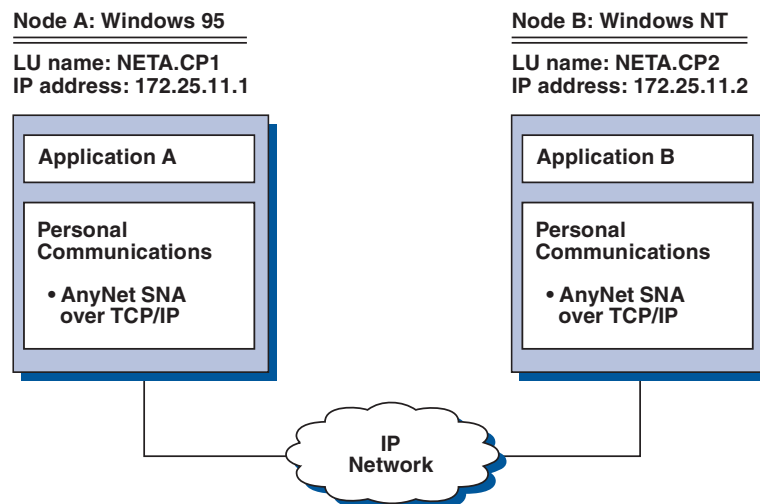 Node A: Windows 95
LU name: NETA.CP1
IP address: 172.25.11.1
Application A
Personal
Communications
• AnyNet SNA
over TCP/IP
Node B: Windows NT
LU name: NETA.CP2
IP address: 172.25.11.2
Application B
Personal
Communications
• AnyNet SNA
over TCP/IP
IP
Network